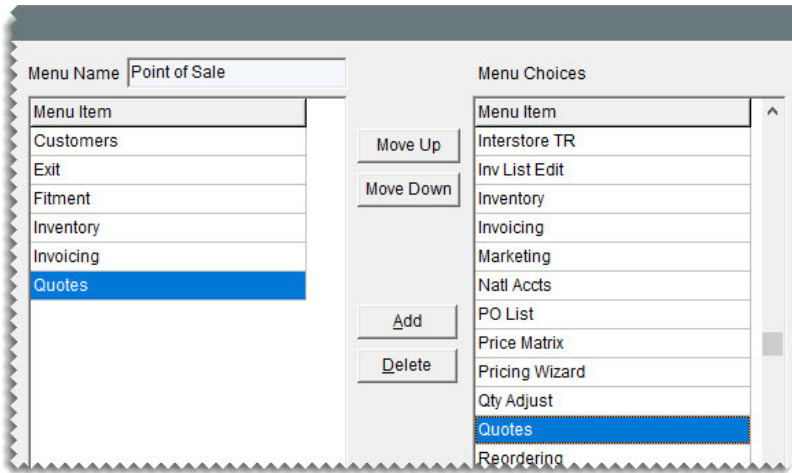 Menu Name Point of Sale
Menu Item
Customers
Exit
Fitment
Inventory
Invoicing
Quotes
Move Up
Move Down
Add
Delete
Menu Choices
Menu Item
Interstore TR
Inv List Edit
Inventory
Invoicing
Marketing
Natl Accts
PO List
Price Matrix
Pricing Wizard
Qty Adjust
Quotes
Reordering